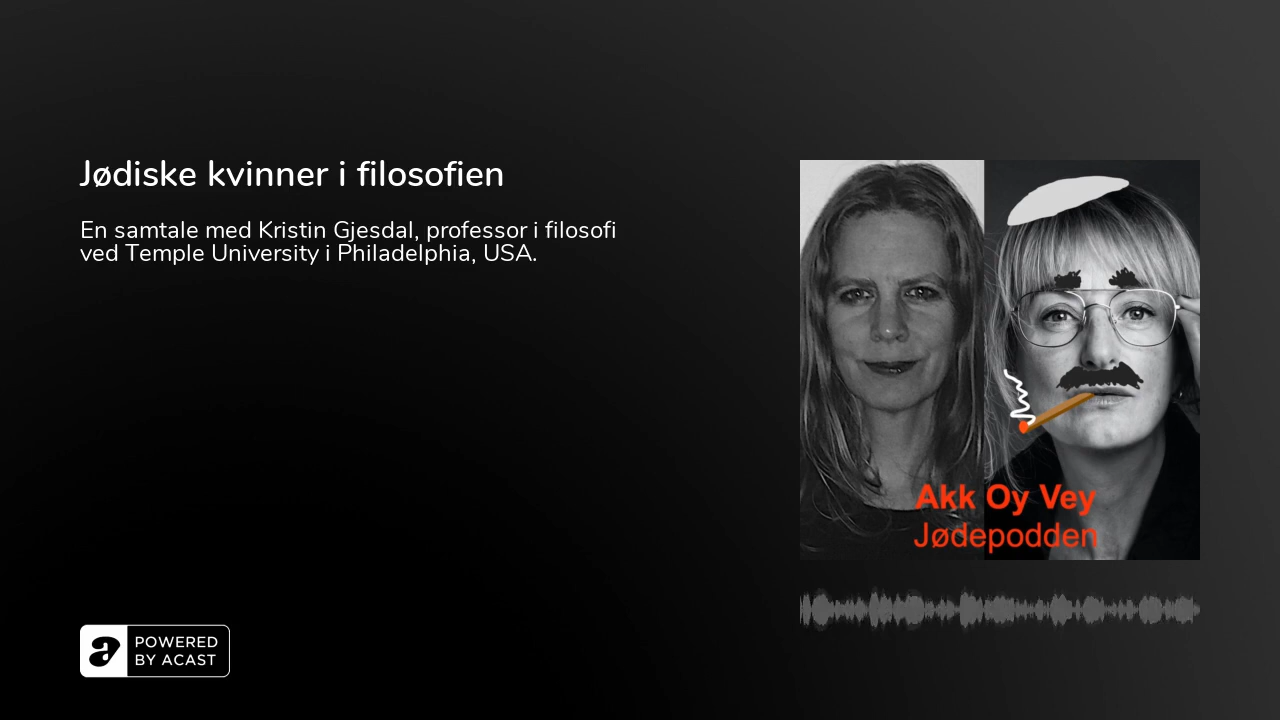 Jødiske kvinner i filosofien
En samtale med Kristin Gjesdal, professor i filosofi
ved Temple University i Philadelphia, USA.
Akk Oy Vey
Jødepodden
a POWERED
BY ACAST